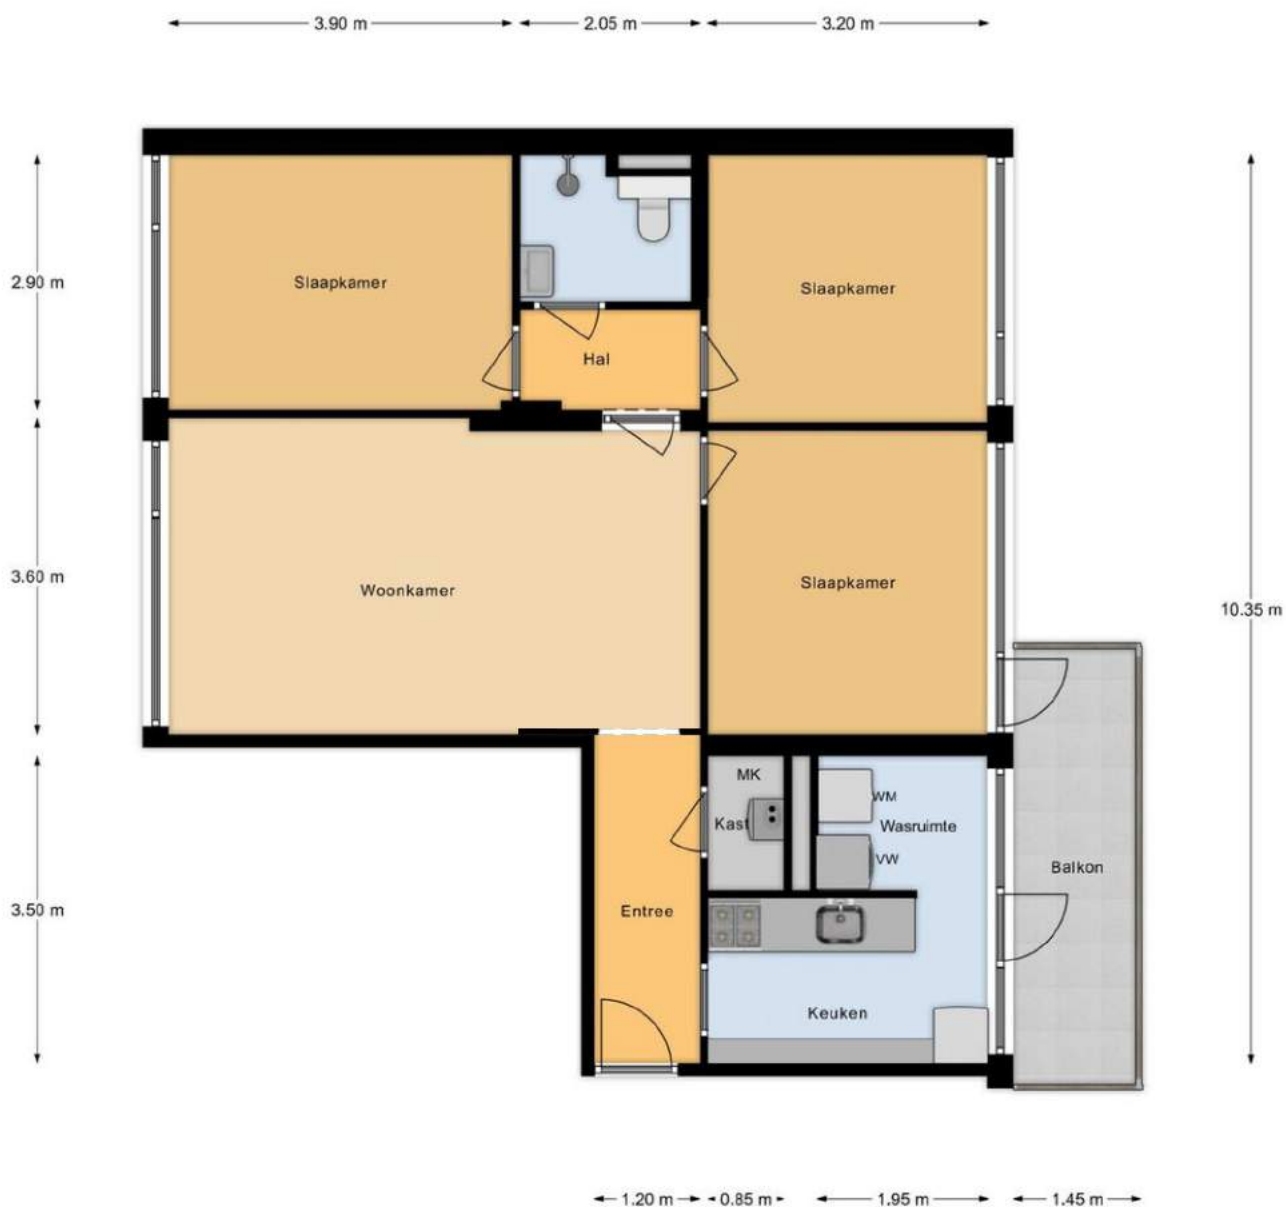 3.90 m
2.05 m
3.20 m
2.90 m
Slaapkamer
Slaapkamer
Hal
3.60 m
Woonkamer
Slaapkamer
10.35 m
MK
Kast
WM
Wasruimte
VW
Balkon
3.50 m
Entree
Keuken
1.20 m
0.85 m
1.95 m
1.45 m